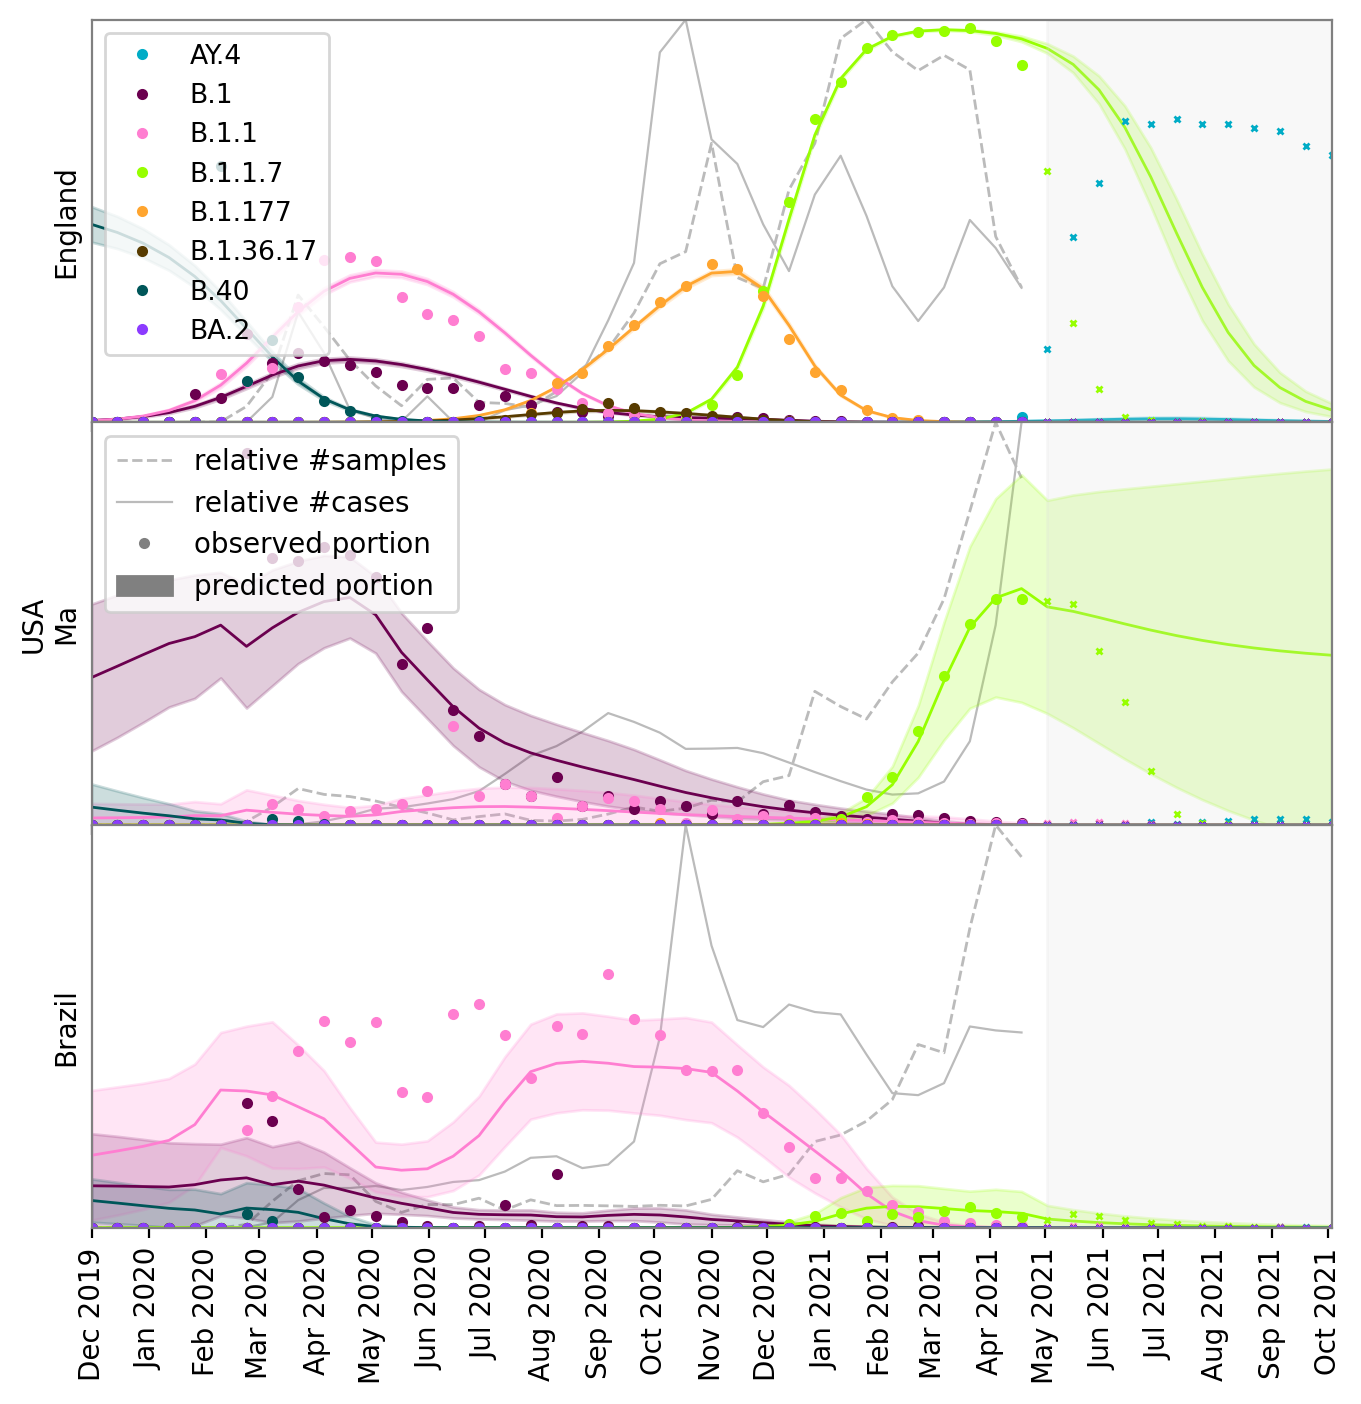 England
AY.4
B.1
B.1.1
B.1.1.7
B.1.177
B.1.36.17
B.40
BA.2
USA
Ma
relative #samples
relative #cases
observed portion
predicted portion
Brazil
Dec 2019
Jan 2020
Feb 2020
Mar 2020
Apr 2020
May 2020
Jun 2020
Jul 2020
Aug 2020
Sep 2020
Oct 2020
Nov 2020
Dec 2020
Jan 2021
Feb 2021
Mar 2021
Apr 2021
May 2021
Jun 2021
Jul 2021
Aug 2021
Sep 2021
Oct 2021